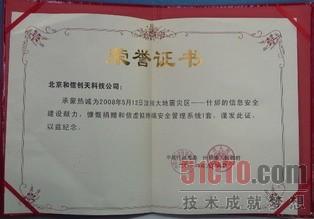 荣誉证书
北京和信创天科技公司：
承蒙热诚为2008年5月12日汶川大地震灾区——什邡的信息安全
建设献力，慷慨捐赠和信虚拟终端安全管理系统1套，谨发此证，
以兹纪念。
51CTO.com
技术成就梦想